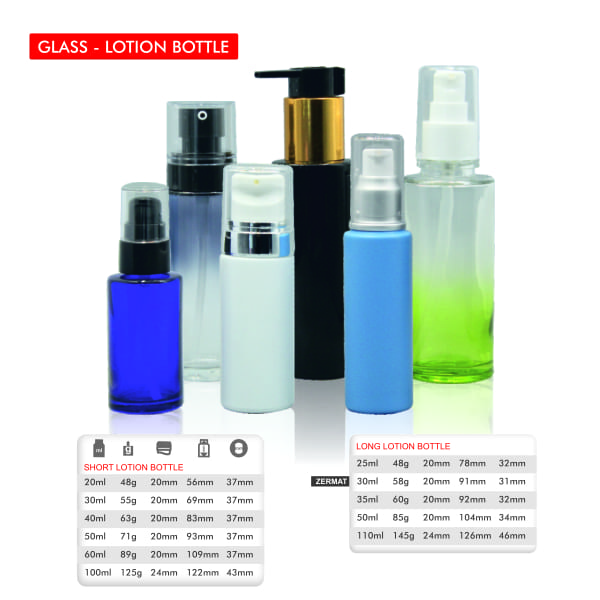 GLASS - LOTION BOTTLE
ml g
SHORT LOTION BOTTLE
20ml 48g 20mm 56mm 37mm
30ml 55g 20mm 69mm 37mm
40ml 63g 20mm 83mm 37mm
50ml 71g 20mm 93mm 37mm
60ml 89g 20mm 109mm 37mm
100ml 125g 24mm 122mm 43mm
ZERMAT
LONG LOTION BOTTLE
25ml 48g 20mm 78mm 32mm
30ml 58g 20mm 91mm 31mm
35ml 60g 20mm 92mm 32mm
50ml 85g 20mm 104mm 34mm
110ml 145g 24mm 126mm 46mm